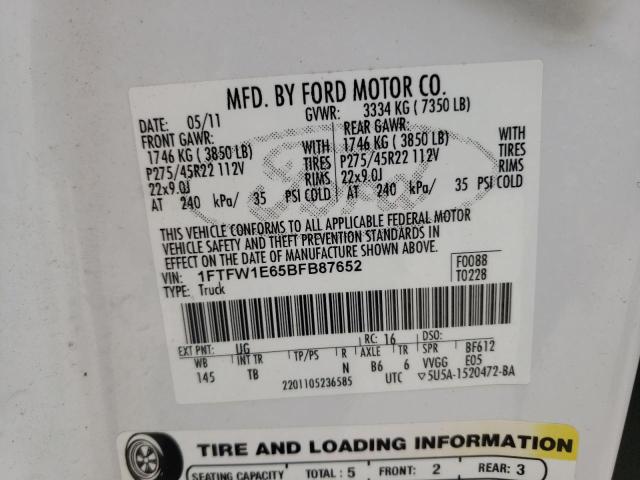 MFD. BY FORD MOTOR CO.
DATE: 05/11 GVWR: 3334 KG ( 7350 LB)
FRONT GAWR: REAR GAWR:
1746 KG ( 3850 LB) WITH 1746 KG ( 3850 LB) WITH
P275/45R22 112V TIRES P275/45R22 112V TIRES
22x9.0J RIMS 22x9.0J RIMS
AT 240 kPa/ 35 PSI COLD AT 240 kPa/ 35 PSI COLD
THIS VEHICLE CONFORMS TO ALL APPLICABLE FEDERAL MOTOR
VEHICLE SAFETY AND THEFT PREVENTION STANDARDS IN
EFFECT ON THE DATE OF MANUFACTURE SHOWN ABOVE.
VIN: 1FTFW1E65BFB87652 F0088
TYPE: Truck T0228
EXT PNT: UG RC: 16 DSO:
WB INT TR TP/PS R AXLE TR SPR BF612
145 TB N B6 6 VVGG E05
2201105236585 UTC ▽5U5A-1520472-BA
TIRE AND LOADING INFORMATION
SEATING CAPACITY TOTAL : 5 FRONT: 2 REAR: 3